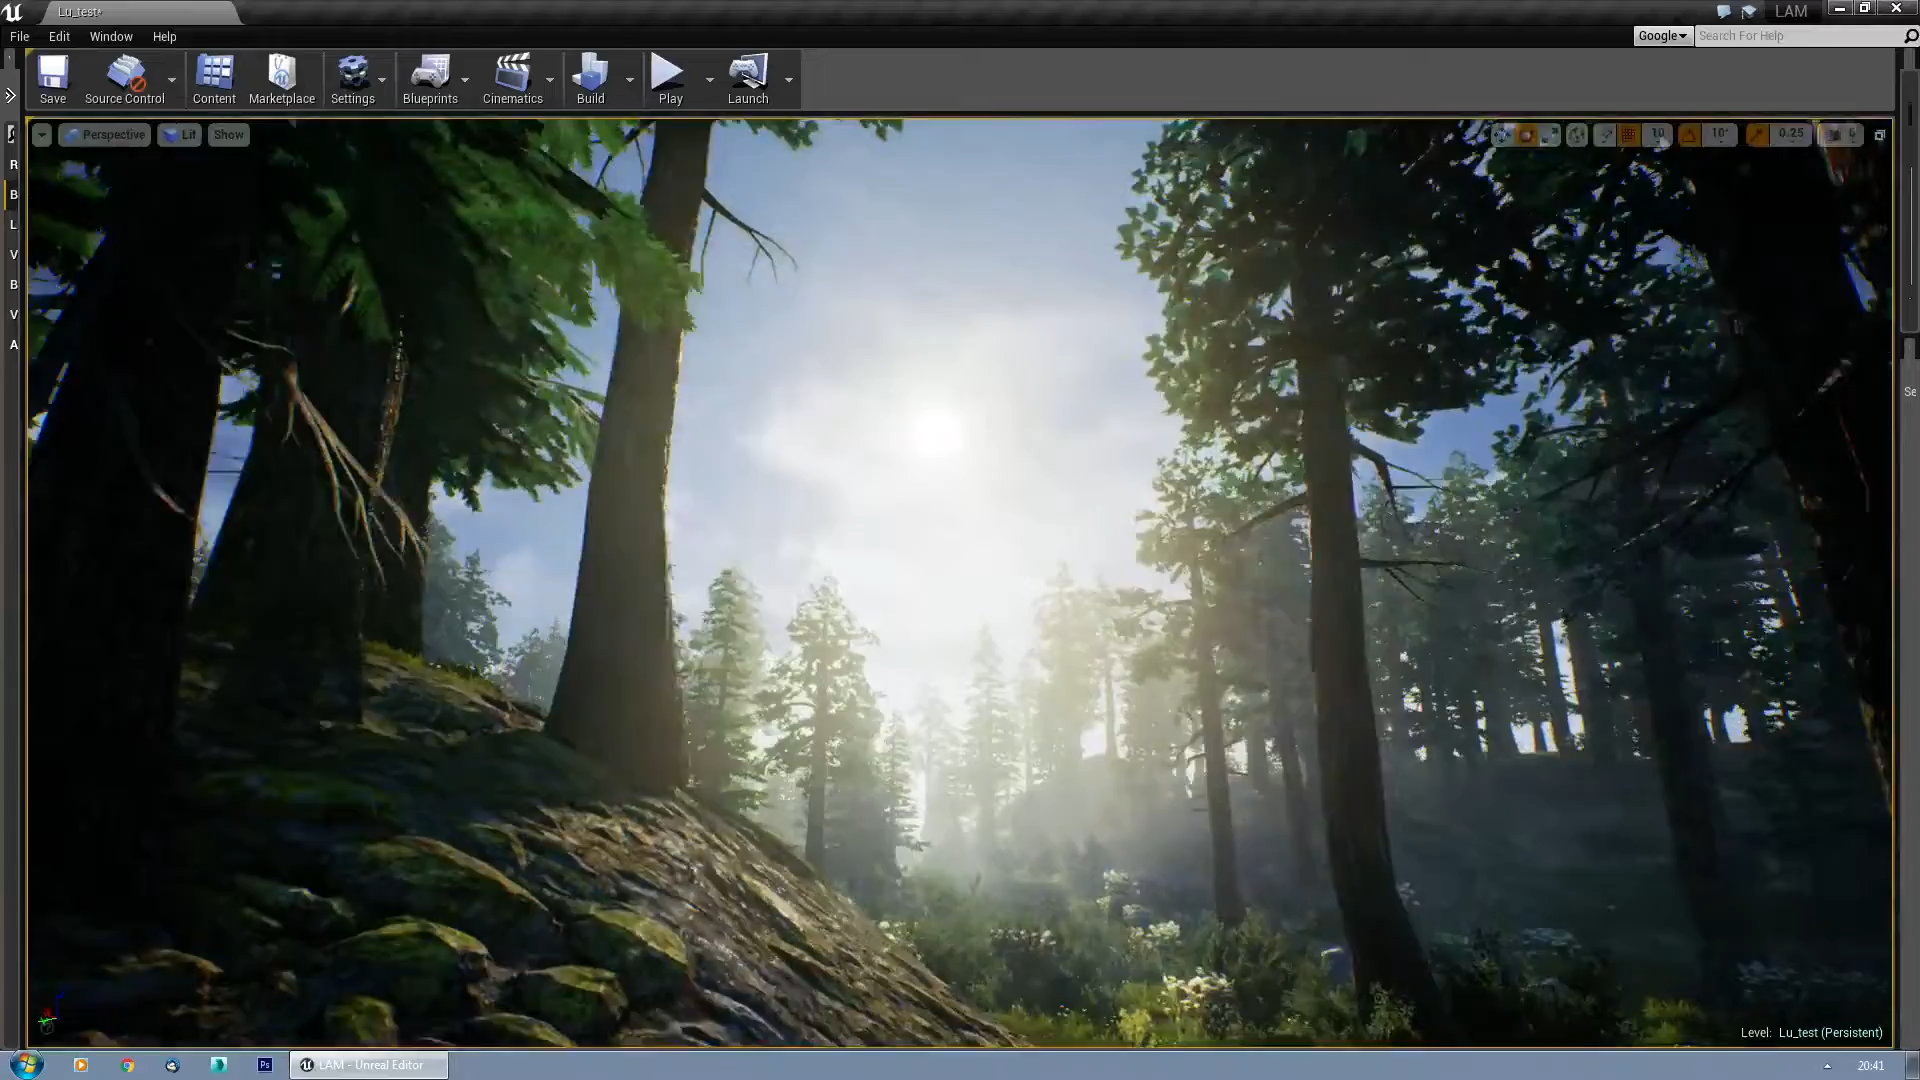 Lu_test*
LAM
File Edit Window Help
Google
Search For Help
Save Source Control Content Marketplace Settings Blueprints Cinematics Build Play Launch
Perspective Lit Show
10 10° 0.25
R
B
L
V
B
V
A
Se
Level: Lu_test (Persistent)
Ps
LAM - Unreal Editor
20:41